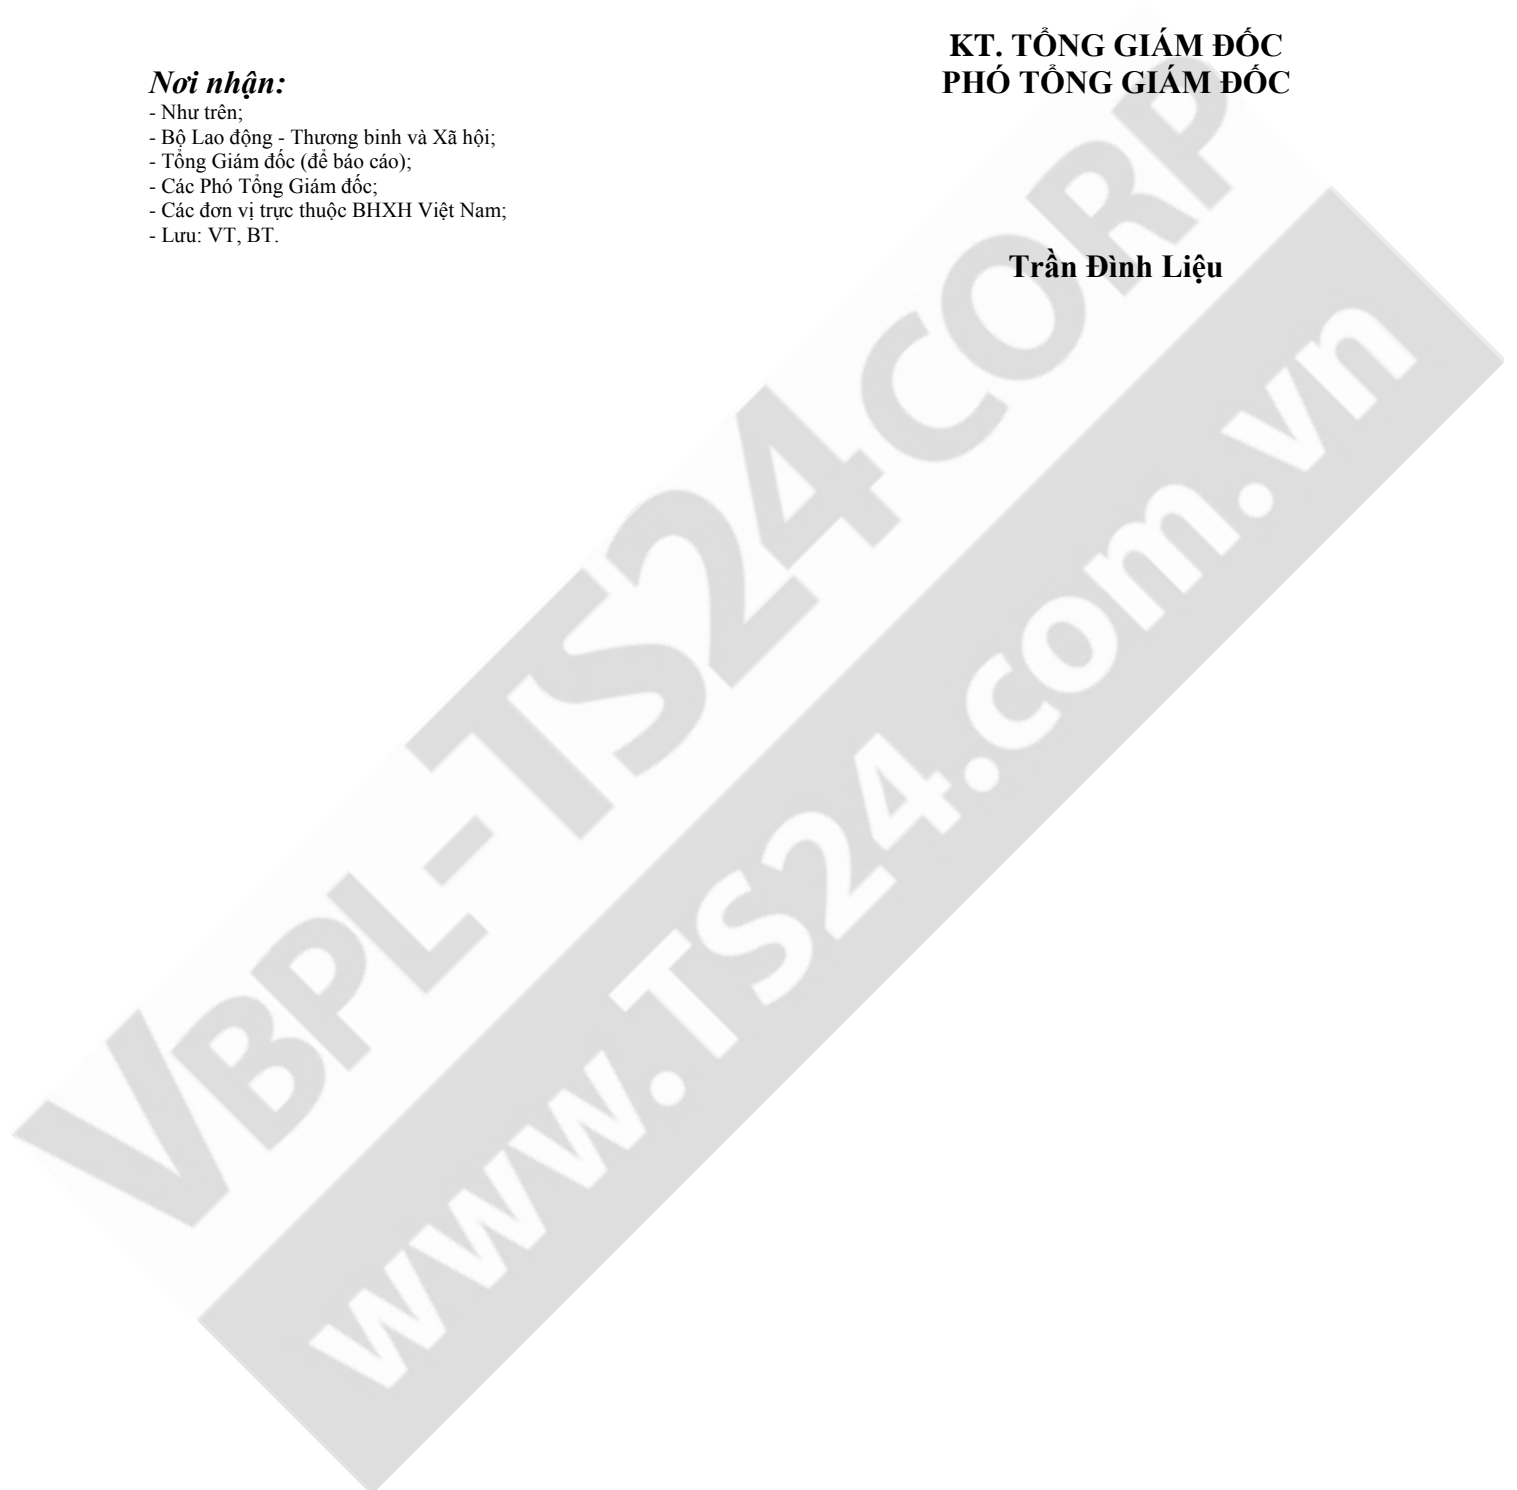 KT. TỔNG GIÁM ĐỐC
PHÓ TỔNG GIÁM ĐỐC
Nơi nhận:
- Như trên;
- Bộ Lao động - Thương binh và Xã hội;
- Tổng Giám đốc (để báo cáo);
- Các Phó Tổng Giám đốc;
- Các đơn vị trực thuộc BHXH Việt Nam;
- Lưu: VT, BT.
Trần Đình Liệu
VBPL-TS24CORP
www.TS24.com.vn